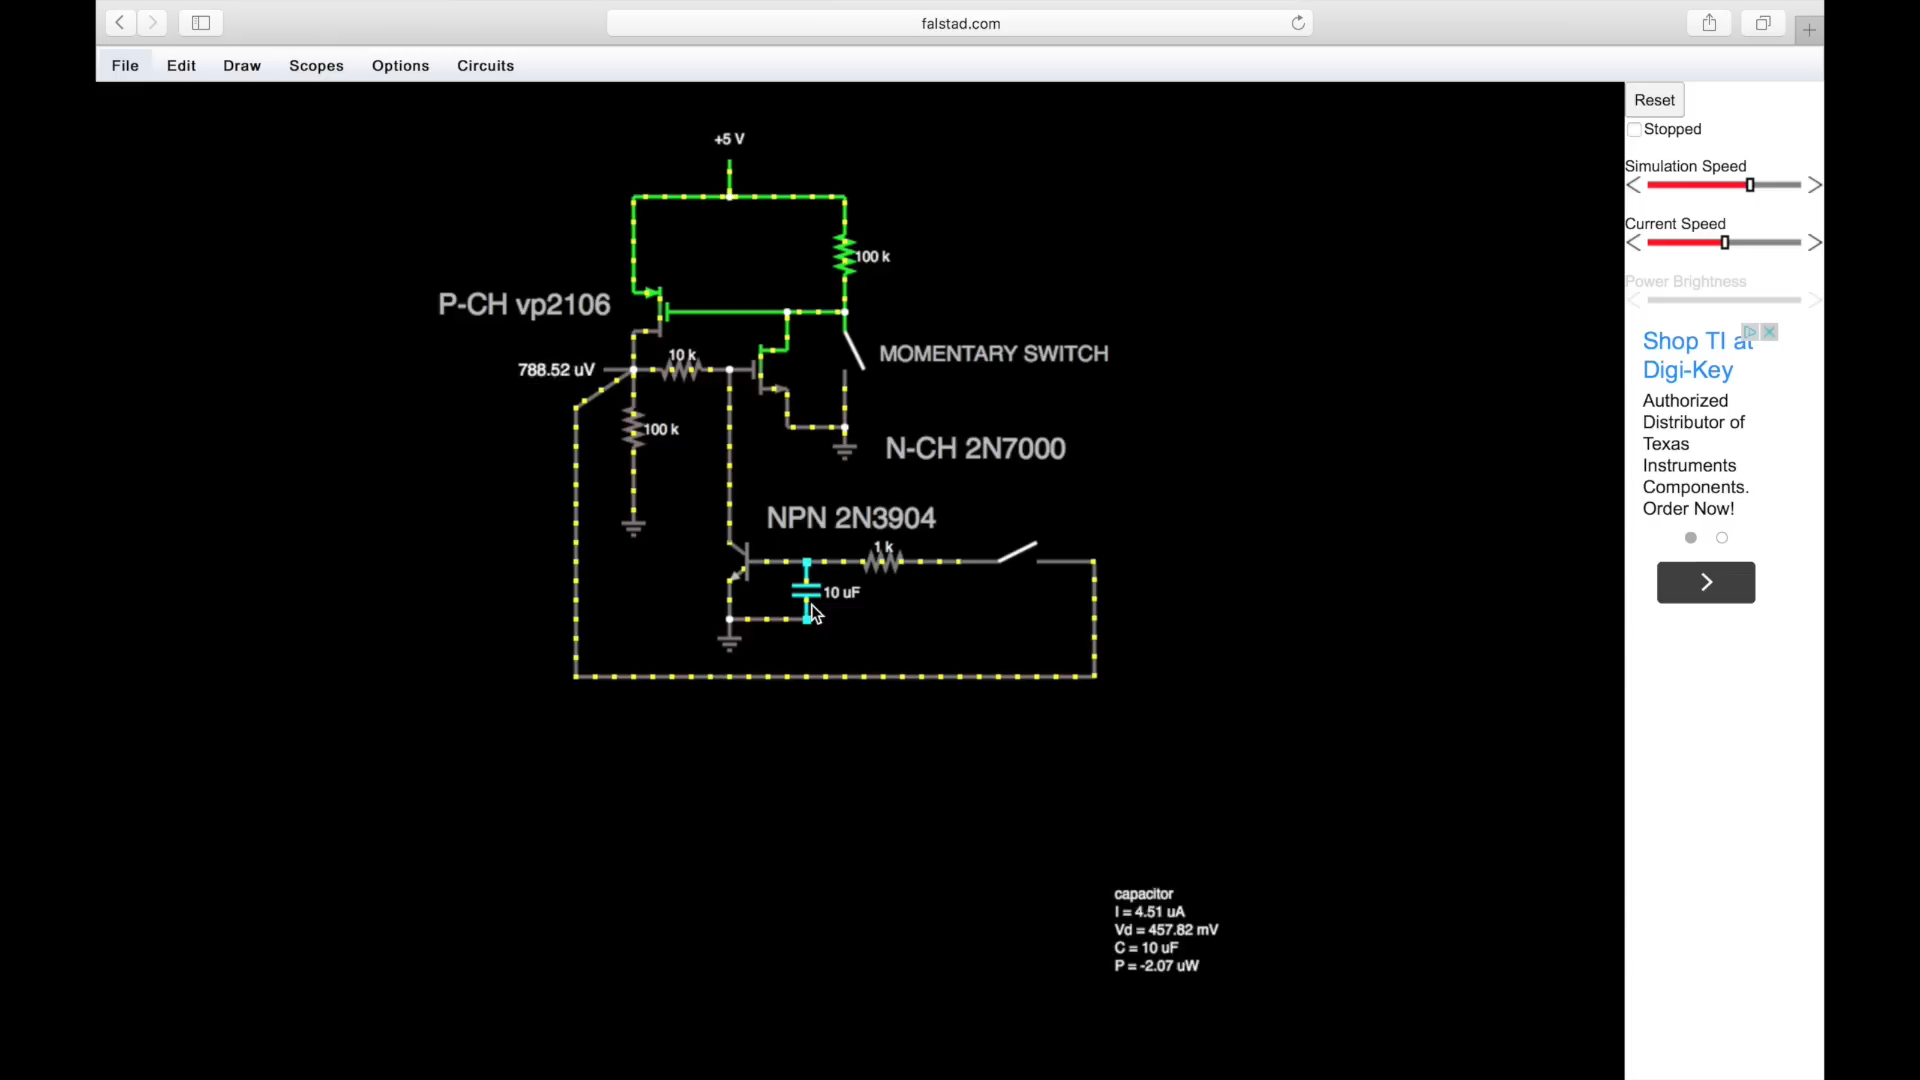 falstad.com
File Edit Draw Scopes Options Circuits
Reset
Stopped
Simulation Speed
Current Speed
Power Brightness
Shop TI at
Digi-Key
Authorized
Distributor of
Texas
Instruments
Components.
Order Now!
+5 V
100 k
P-CH vp2106
10 k
MOMENTARY SWITCH
788.52 uV
100 k
N-CH 2N7000
NPN 2N3904
1 k
10 uF
capacitor
I = 4.51 uA
Vd = 457.82 mV
C = 10 uF
P = -2.07 uW